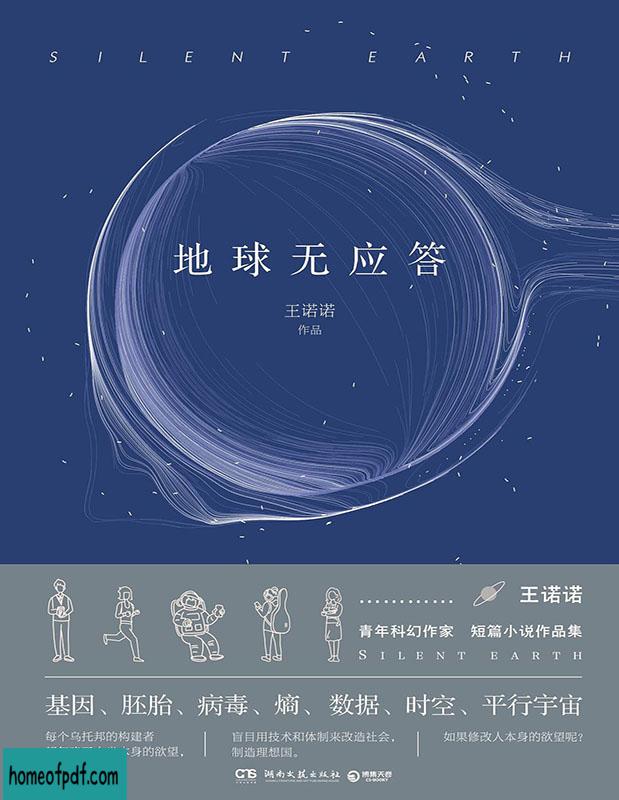 SILENT EARTH
地球无应答
王诺诺
作品
王诺诺
青年科幻作家 短篇小说作品集
SILENT EARTH
基因、胚胎、病毒、熵、数据、时空、平行宇宙
每个乌托邦的构建者
本身的欲望,
盲目用技术和体制来改造社会,
制造理想国。
如果修改人本身的欲望呢?
湖南文艺出版社
博集天卷
CS-BOOKY
homeofpdf.com